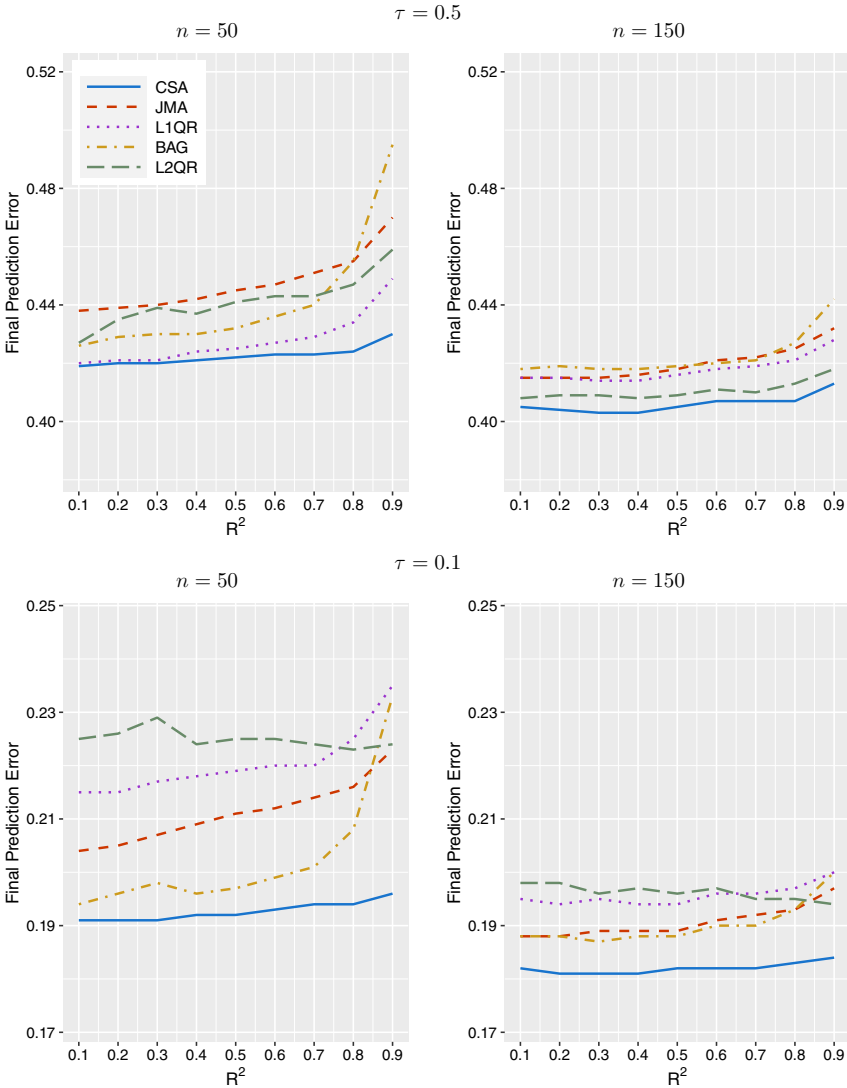 τ = 0.5
n = 50
n = 150
Final Prediction Error
0.52
0.48
0.44
0.40
CSA
JMA
L1QR
BAG
L2QR
0.1 0.2 0.3 0.4 0.5 0.6 0.7 0.8 0.9
R²
Final Prediction Error
0.52
0.48
0.44
0.40
0.1 0.2 0.3 0.4 0.5 0.6 0.7 0.8 0.9
R²
τ = 0.1
n = 50
n = 150
Final Prediction Error
0.25
0.23
0.21
0.19
0.17
0.1 0.2 0.3 0.4 0.5 0.6 0.7 0.8 0.9
R²
Final Prediction Error
0.25
0.23
0.21
0.19
0.17
0.1 0.2 0.3 0.4 0.5 0.6 0.7 0.8 0.9
R²